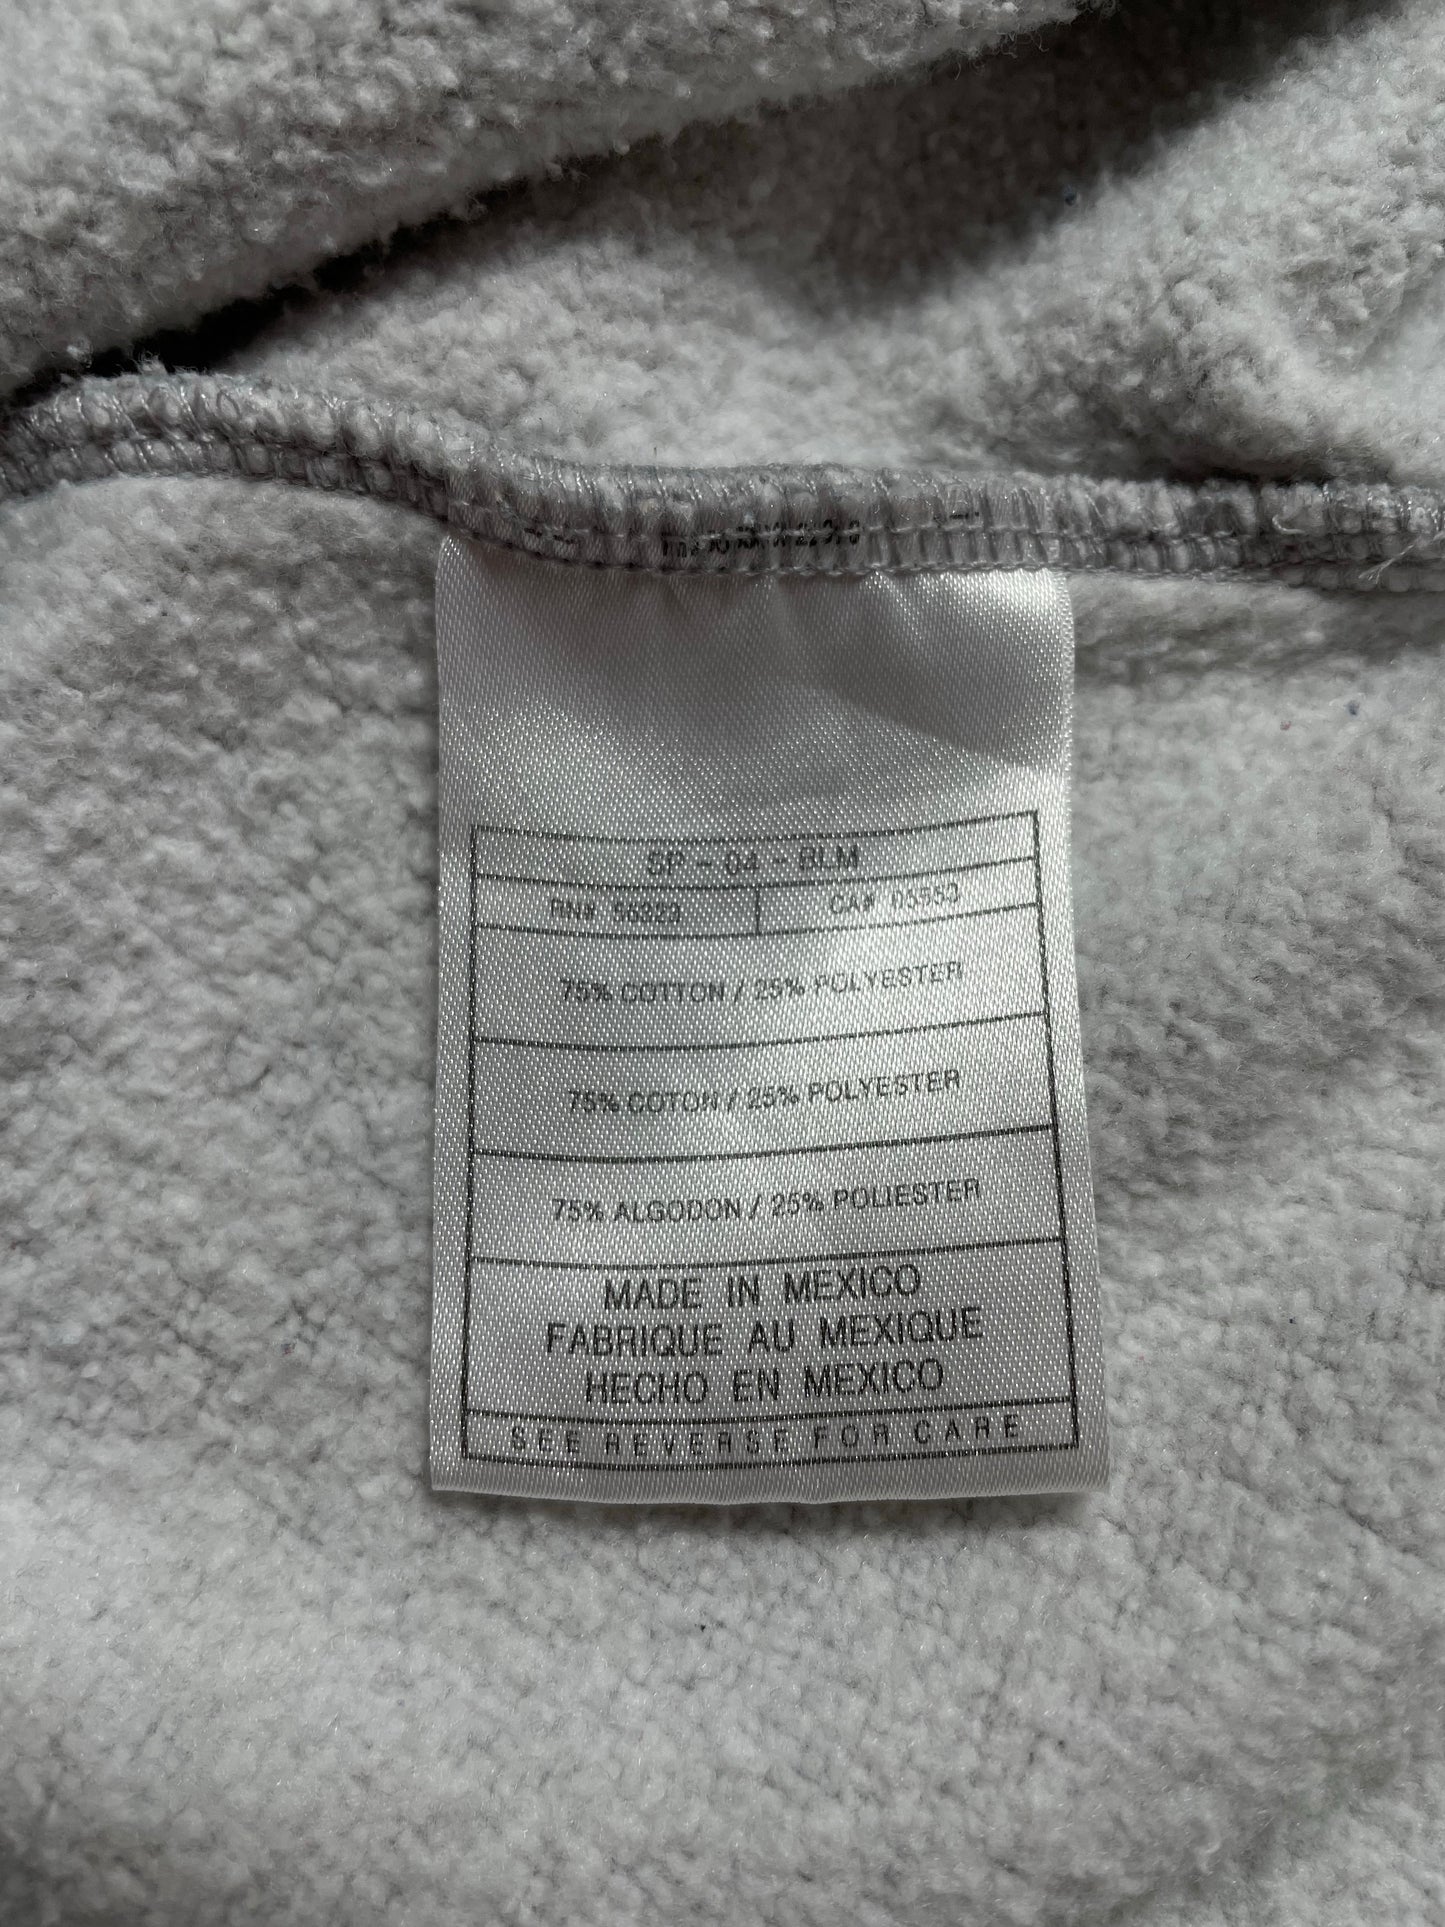 SP - 04 - BLM
RN# 56323 CA# 05553
75% COTTON / 25% POLYESTER
75% COTON / 25% POLYESTER
75% ALGODON / 25% POLIESTER
MADE IN MEXICO
FABRIQUE AU MEXIQUE
HECHO EN MEXICO
SEE REVERSE FOR CARE